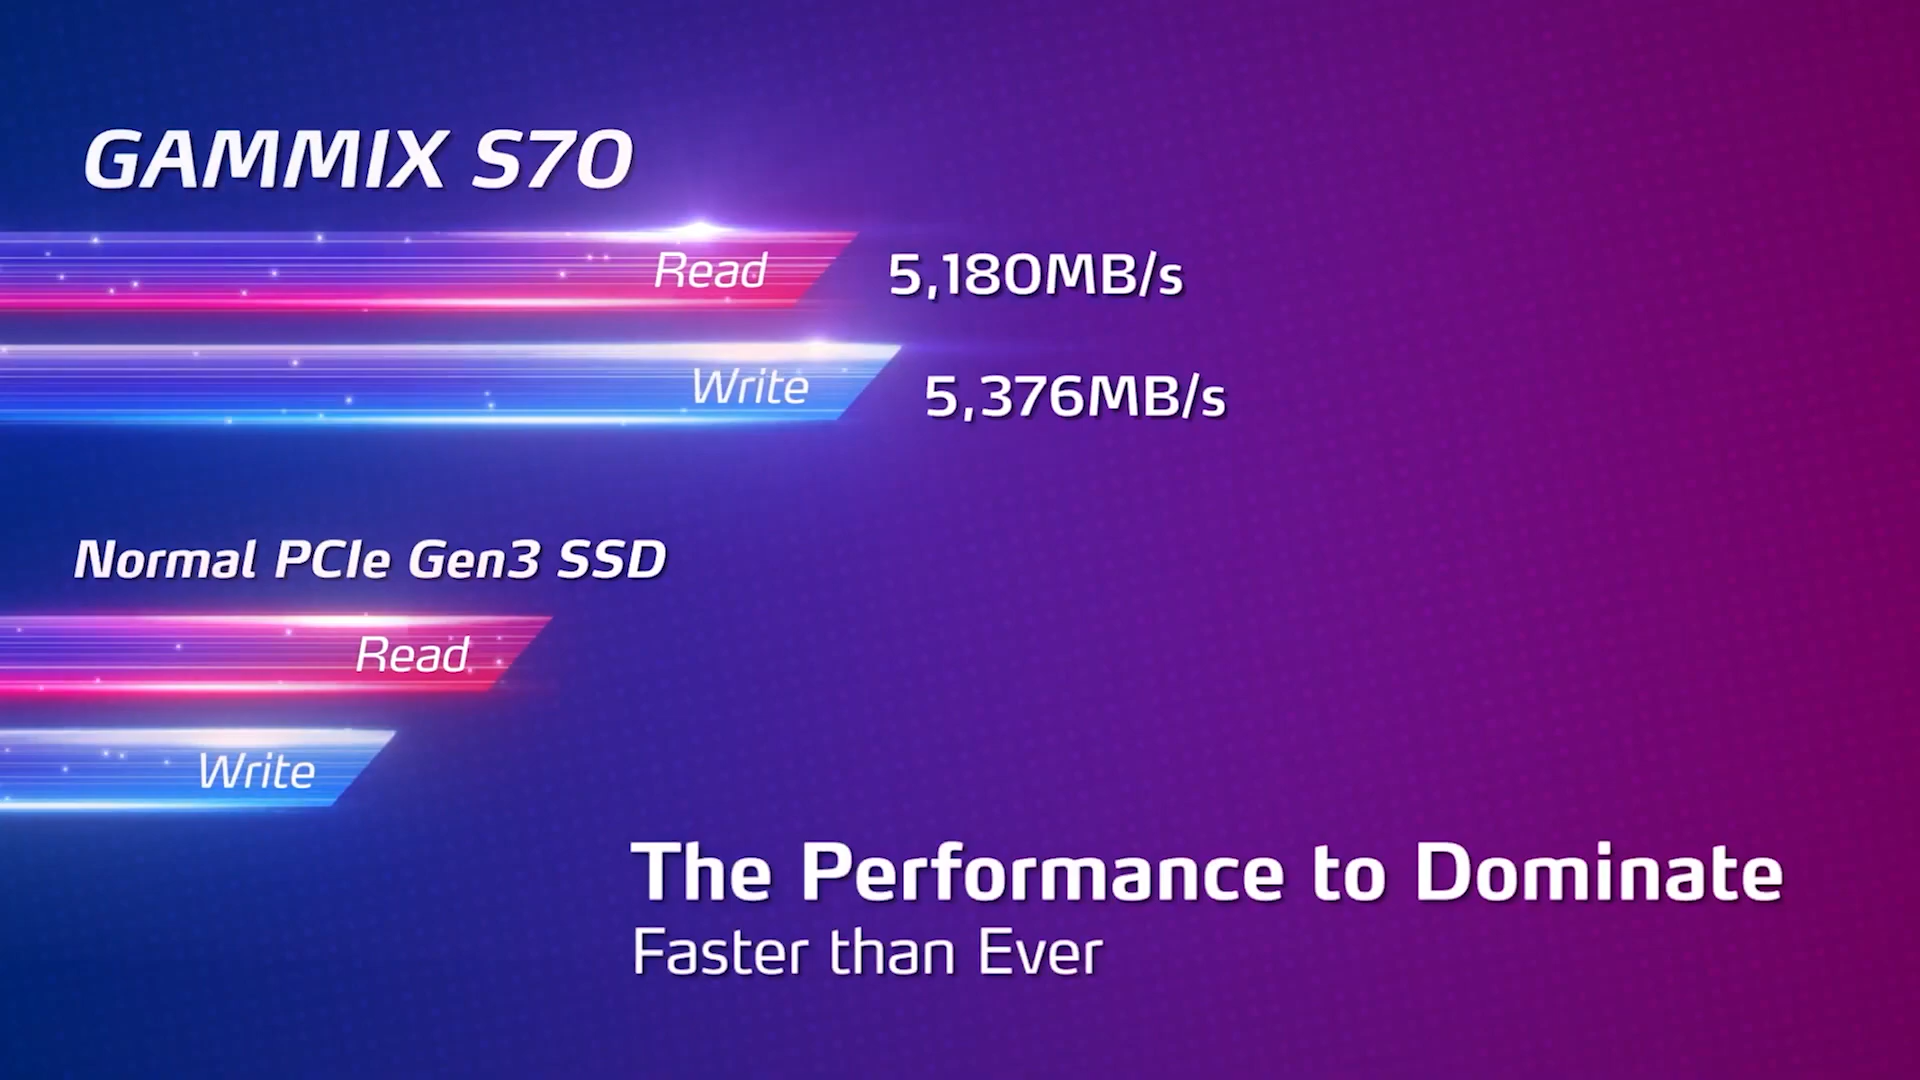 GAMMIX S70
Read 5,180MB/s
Write 5,376MB/s
Normal PCIe Gen3 SSD
Read
Write
The Performance to Dominate
Faster than Ever